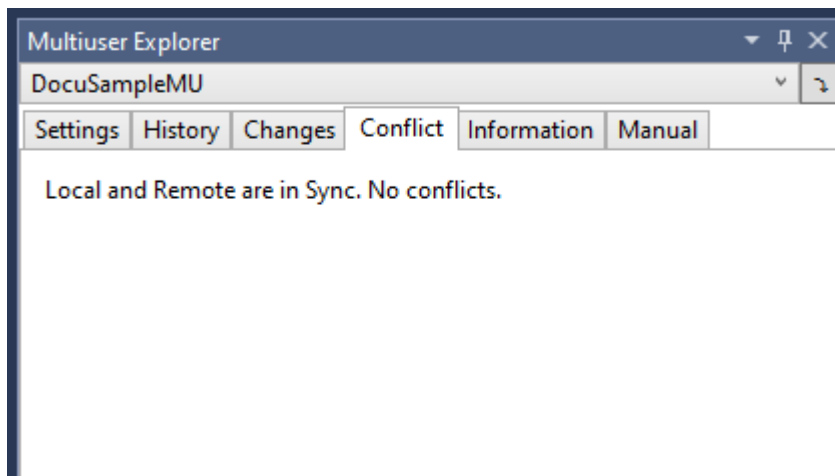 Multiuser Explorer
DocuSampleMU
Settings History Changes Conflict Information Manual
Local and Remote are in Sync. No conflicts.